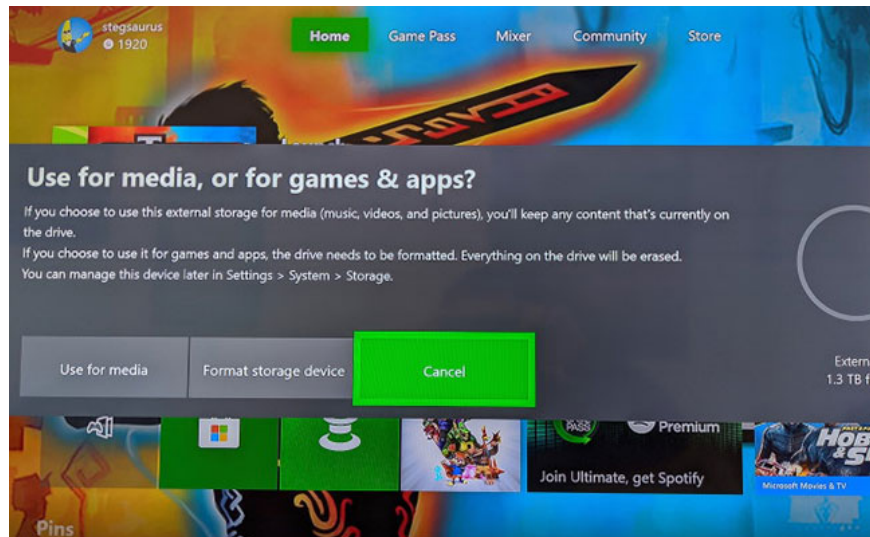 stegsaurus
G 1920
Home
Game Pass
Mixer
Community
Store
Use for media, or for games & apps?
If you choose to use this external storage for media (music, videos, and pictures), you'll keep any content that's currently on
the drive.
If you choose to use it for games and apps, the drive needs to be formatted. Everything on the drive will be erased.
You can manage this device later in Settings > System > Storage.
Use for media
Format storage device
Cancel
Extern
1.3 TB f
PASS
Premium
Join Ultimate, get Spotify
HOB
& S
Microsoft Movies & TV
Pins